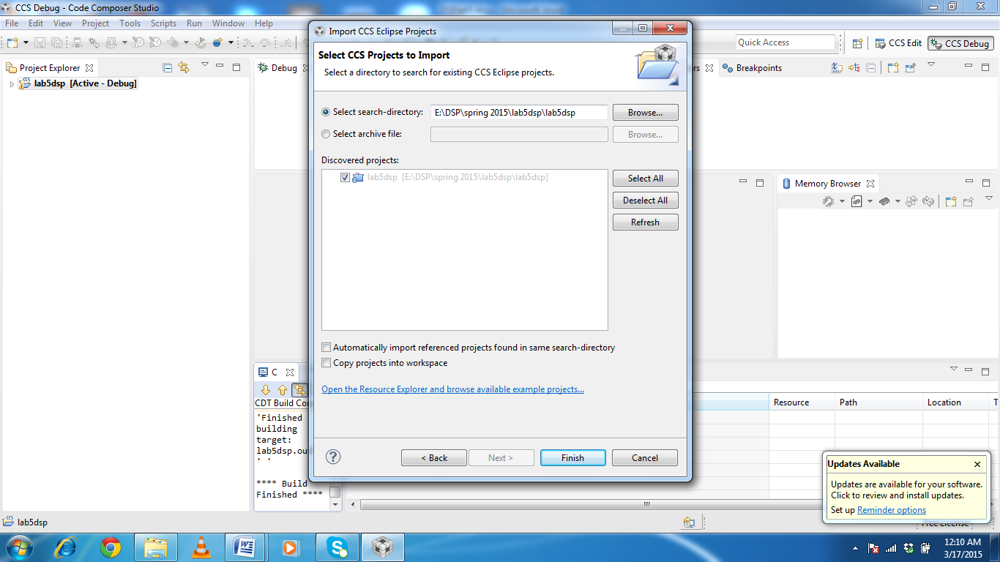 CCS Debug - Code Composer Studio
File Edit View Project Tools Scripts Run Window Help
Quick Access
CCS Edit
CCS Debug
Project Explorer
lab5dsp [Active - Debug]
Debug
Breakpoints
Import CCS Eclipse Projects
Select CCS Projects to Import
Select a directory to search for existing CCS Eclipse projects.
Select search-directory: E:\DSP\spring 2015\lab5dsp\lab5dsp Browse...
Select archive file: Browse...
Discovered projects:
lab5dsp [E:\DSP\spring 2015\lab5dsp\lab5dsp]
Select All
Deselect All
Refresh
Automatically import referenced projects found in same search-directory
Copy projects into workspace
Open the Resource Explorer and browse available example projects...
< Back Next > Finish Cancel
Memory Browser
C
CDT Build Co
'Finished
building
target:
lab5dsp.ou
' '
**** Build
Finished ****
Resource Path Location T
Updates Available
Updates are available for your software.
Click to review and install updates.
Set up Reminder options
Free License
lab5dsp
12:10 AM
3/17/2015